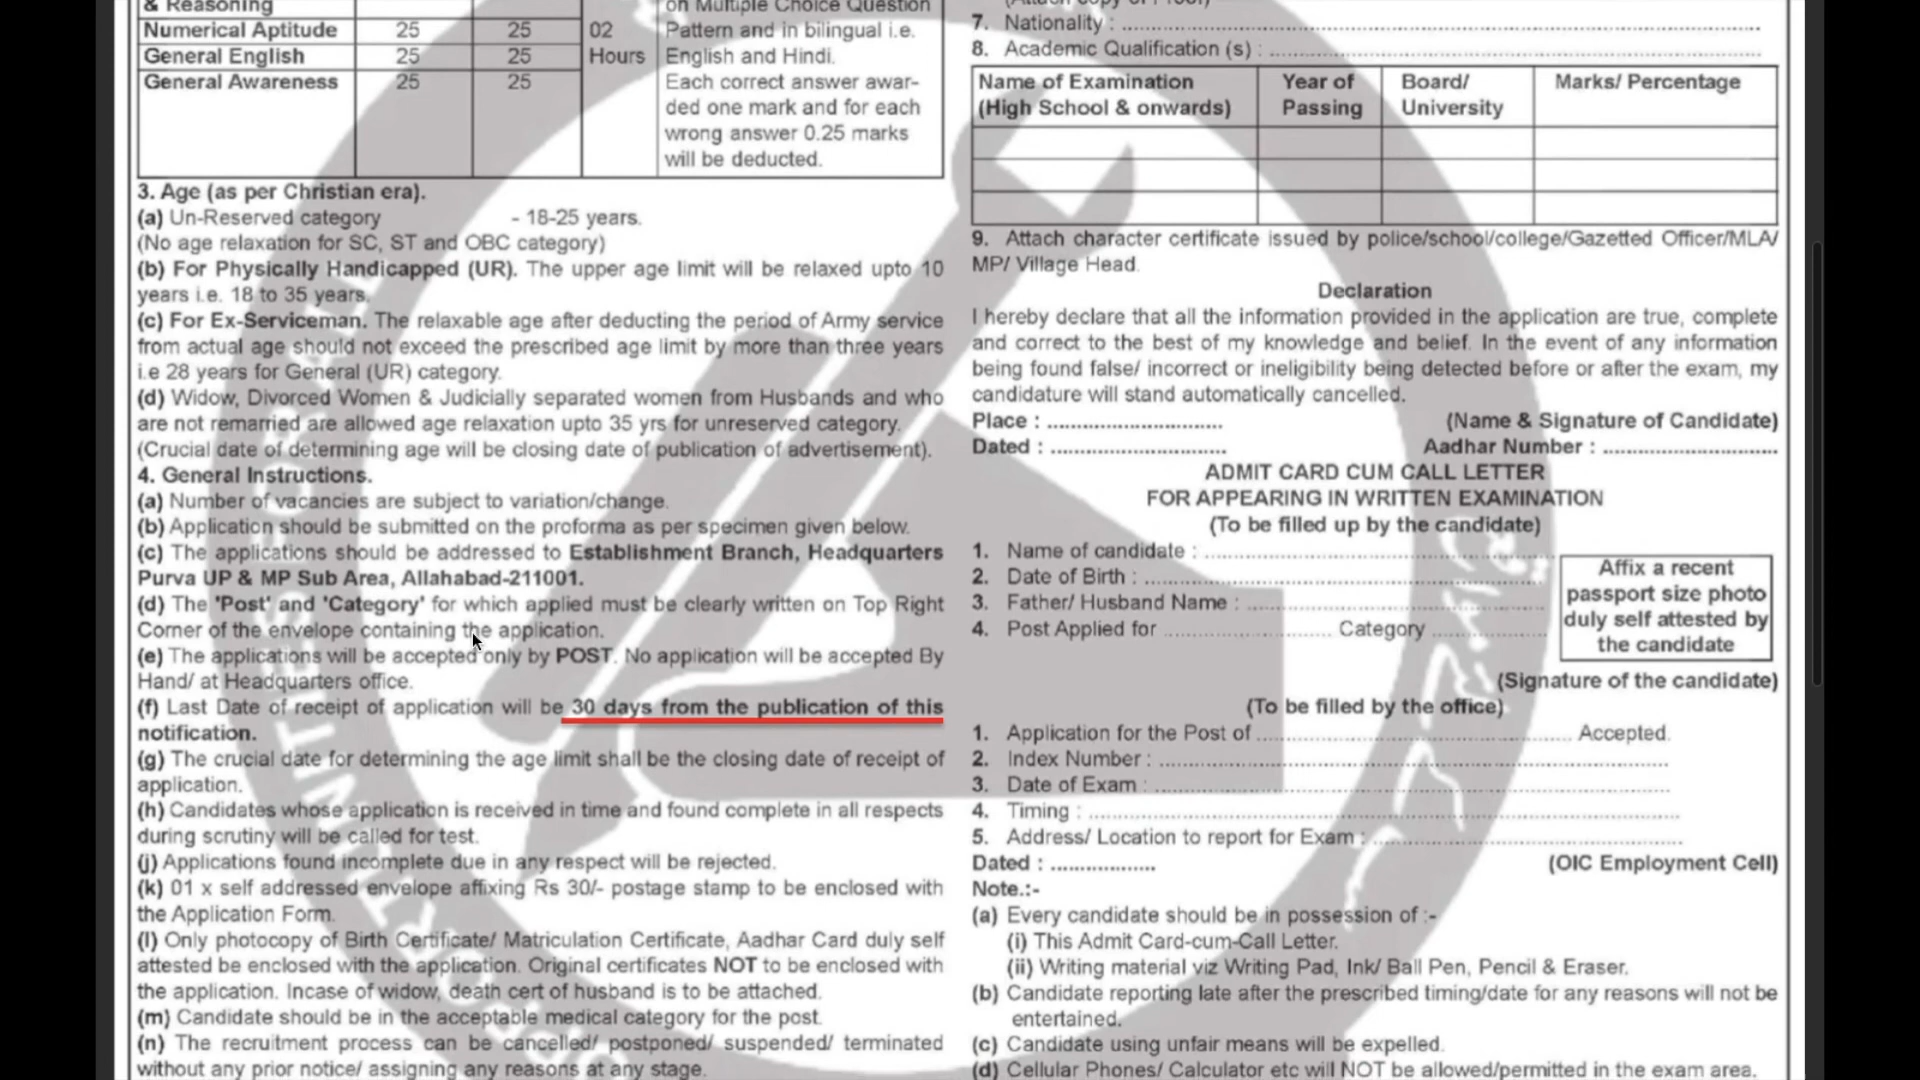 & Reasoning
on Multiple Choice Question
Numerical Aptitude 25 25 02 Pattern and in bilingual i.e.
General English 25 25 Hours English and Hindi.
General Awareness 25 25 Each correct answer awar-
ded one mark and for each
wrong answer 0.25 marks
will be deducted.
3. Age (as per Christian era).
(a) Un-Reserved category - 18-25 years.
(No age relaxation for SC, ST and OBC category)
(b) For Physically Handicapped (UR). The upper age limit will be relaxed upto 10
years i.e. 18 to 35 years.
(c) For Ex-Serviceman. The relaxable age after deducting the period of Army service
from actual age should not exceed the prescribed age limit by more than three years
i.e 28 years for General (UR) category.
(d) Widow, Divorced Women & Judicially separated women from Husbands and who
are not remarried are allowed age relaxation upto 35 yrs for unreserved category.
(Crucial date of determining age will be closing date of publication of advertisement).
4. General Instructions.
(a) Number of vacancies are subject to variation/change.
(b) Application should be submitted on the proforma as per specimen given below.
(c) The applications should be addressed to Establishment Branch, Headquarters
Purva UP & MP Sub Area, Allahabad-211001.
(d) The 'Post' and 'Category' for which applied must be clearly written on Top Right
Corner of the envelope containing the application.
(e) The applications will be accepted only by POST. No application will be accepted By
Hand/ at Headquarters office.
(f) Last Date of receipt of application will be 30 days from the publication of this
notification.
(g) The crucial date for determining the age limit shall be the closing date of receipt of
application.
(h) Candidates whose application is received in time and found complete in all respects
during scrutiny will be called for test.
(j) Applications found incomplete due in any respect will be rejected.
(k) 01 x self addressed envelope affixing Rs 30/- postage stamp to be enclosed with
the Application Form.
(l) Only photocopy of Birth Certificate/ Matriculation Certificate, Aadhar Card duly self
attested be enclosed with the application. Original certificates NOT to be enclosed with
the application. Incase of widow, death cert of husband is to be attached.
(m) Candidate should be in the acceptable medical category for the post.
(n) The recruitment process can be cancelled/ postponed/ suspended/ terminated
without any prior notice/ assigning any reasons at any stage.
(Attach copy of Proof)
7. Nationality : ....................
8. Academic Qualification (s) : ....................
Name of Examination Year of Board/ Marks/ Percentage
(High School & onwards) Passing University
9. Attach character certificate issued by police/school/college/Gazetted Officer/MLA/
MP/ Village Head.
Declaration
I hereby declare that all the information provided in the application are true, complete
and correct to the best of my knowledge and belief. In the event of any information
being found false/ incorrect or ineligibility being detected before or after the exam, my
candidature will stand automatically cancelled.
Place : .................... (Name & Signature of Candidate)
Dated : .................... Aadhar Number : ....................
ADMIT CARD CUM CALL LETTER
FOR APPEARING IN WRITTEN EXAMINATION
(To be filled up by the candidate)
1. Name of candidate : ....................
2. Date of Birth : ....................
3. Father/ Husband Name : ....................
4. Post Applied for .................... Category ....................
Affix a recent
passport size photo
duly self attested by
the candidate
(Signature of the candidate)
(To be filled by the office)
1. Application for the Post of .................... Accepted.
2. Index Number : ....................
3. Date of Exam : ....................
4. Timing : ....................
5. Address/ Location to report for Exam : ....................
Dated : .................... (OIC Employment Cell)
Note.:-
(a) Every candidate should be in possession of :-
(i) This Admit Card-cum-Call Letter.
(ii) Writing material viz Writing Pad, Ink/ Ball Pen, Pencil & Eraser.
(b) Candidate reporting late after the prescribed timing/date for any reasons will not be
entertained.
(c) Candidate using unfair means will be expelled.
(d) Cellular Phones/ Calculator etc will NOT be allowed/permitted in the exam area.